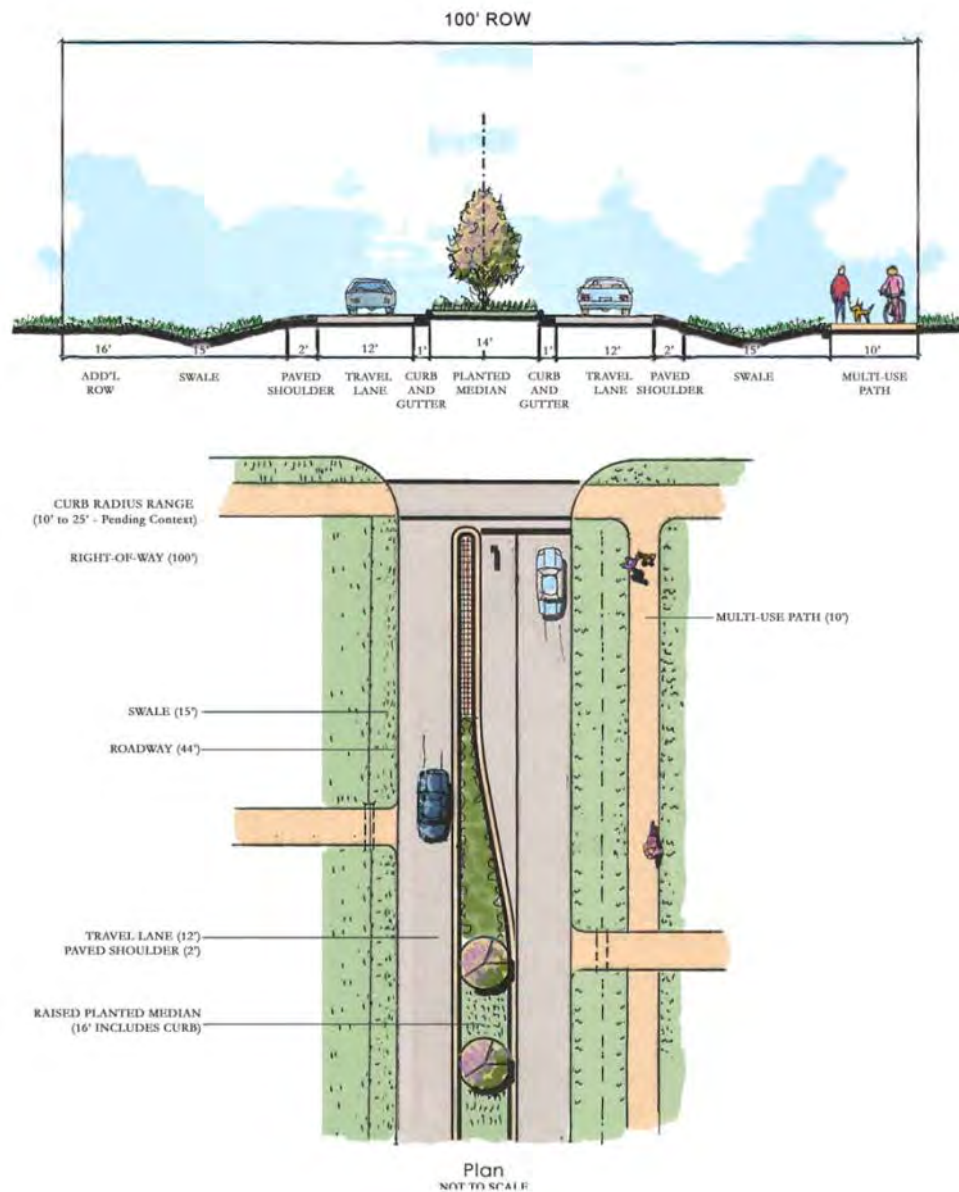 100' ROW
16' 15' 2' 12' 1' 14' 1' 12' 2' 15' 10'
ADD'L SWALE PAVED TRAVEL CURB PLANTED CURB TRAVEL PAVED SWALE MULTI-USE
ROW SHOULDER LANE AND MEDIAN AND LANE SHOULDER PATH
GUTTER GUTTER
CURB RADIUS RANGE
(10' to 25' - Pending Context)
RIGHT-OF-WAY (100')
MULTI-USE PATH (10')
SWALE (15')
ROADWAY (44')
TRAVEL LANE (12')
PAVED SHOULDER (2')
RAISED PLANTED MEDIAN
(16' INCLUDES CURB)
Plan
NOT TO SCALE